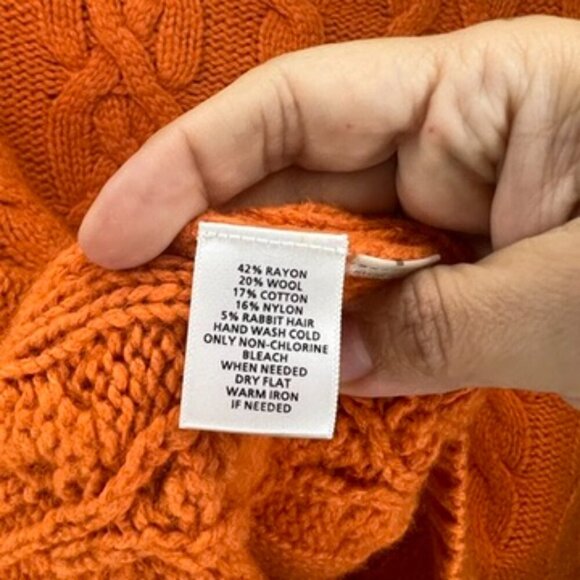 42% RAYON
20% WOOL
17% COTTON
16% NYLON
5% RABBIT HAIR
HAND WASH COLD
ONLY NON-CHLORINE
BLEACH
WHEN NEEDED
DRY FLAT
WARM IRON
IF NEEDED